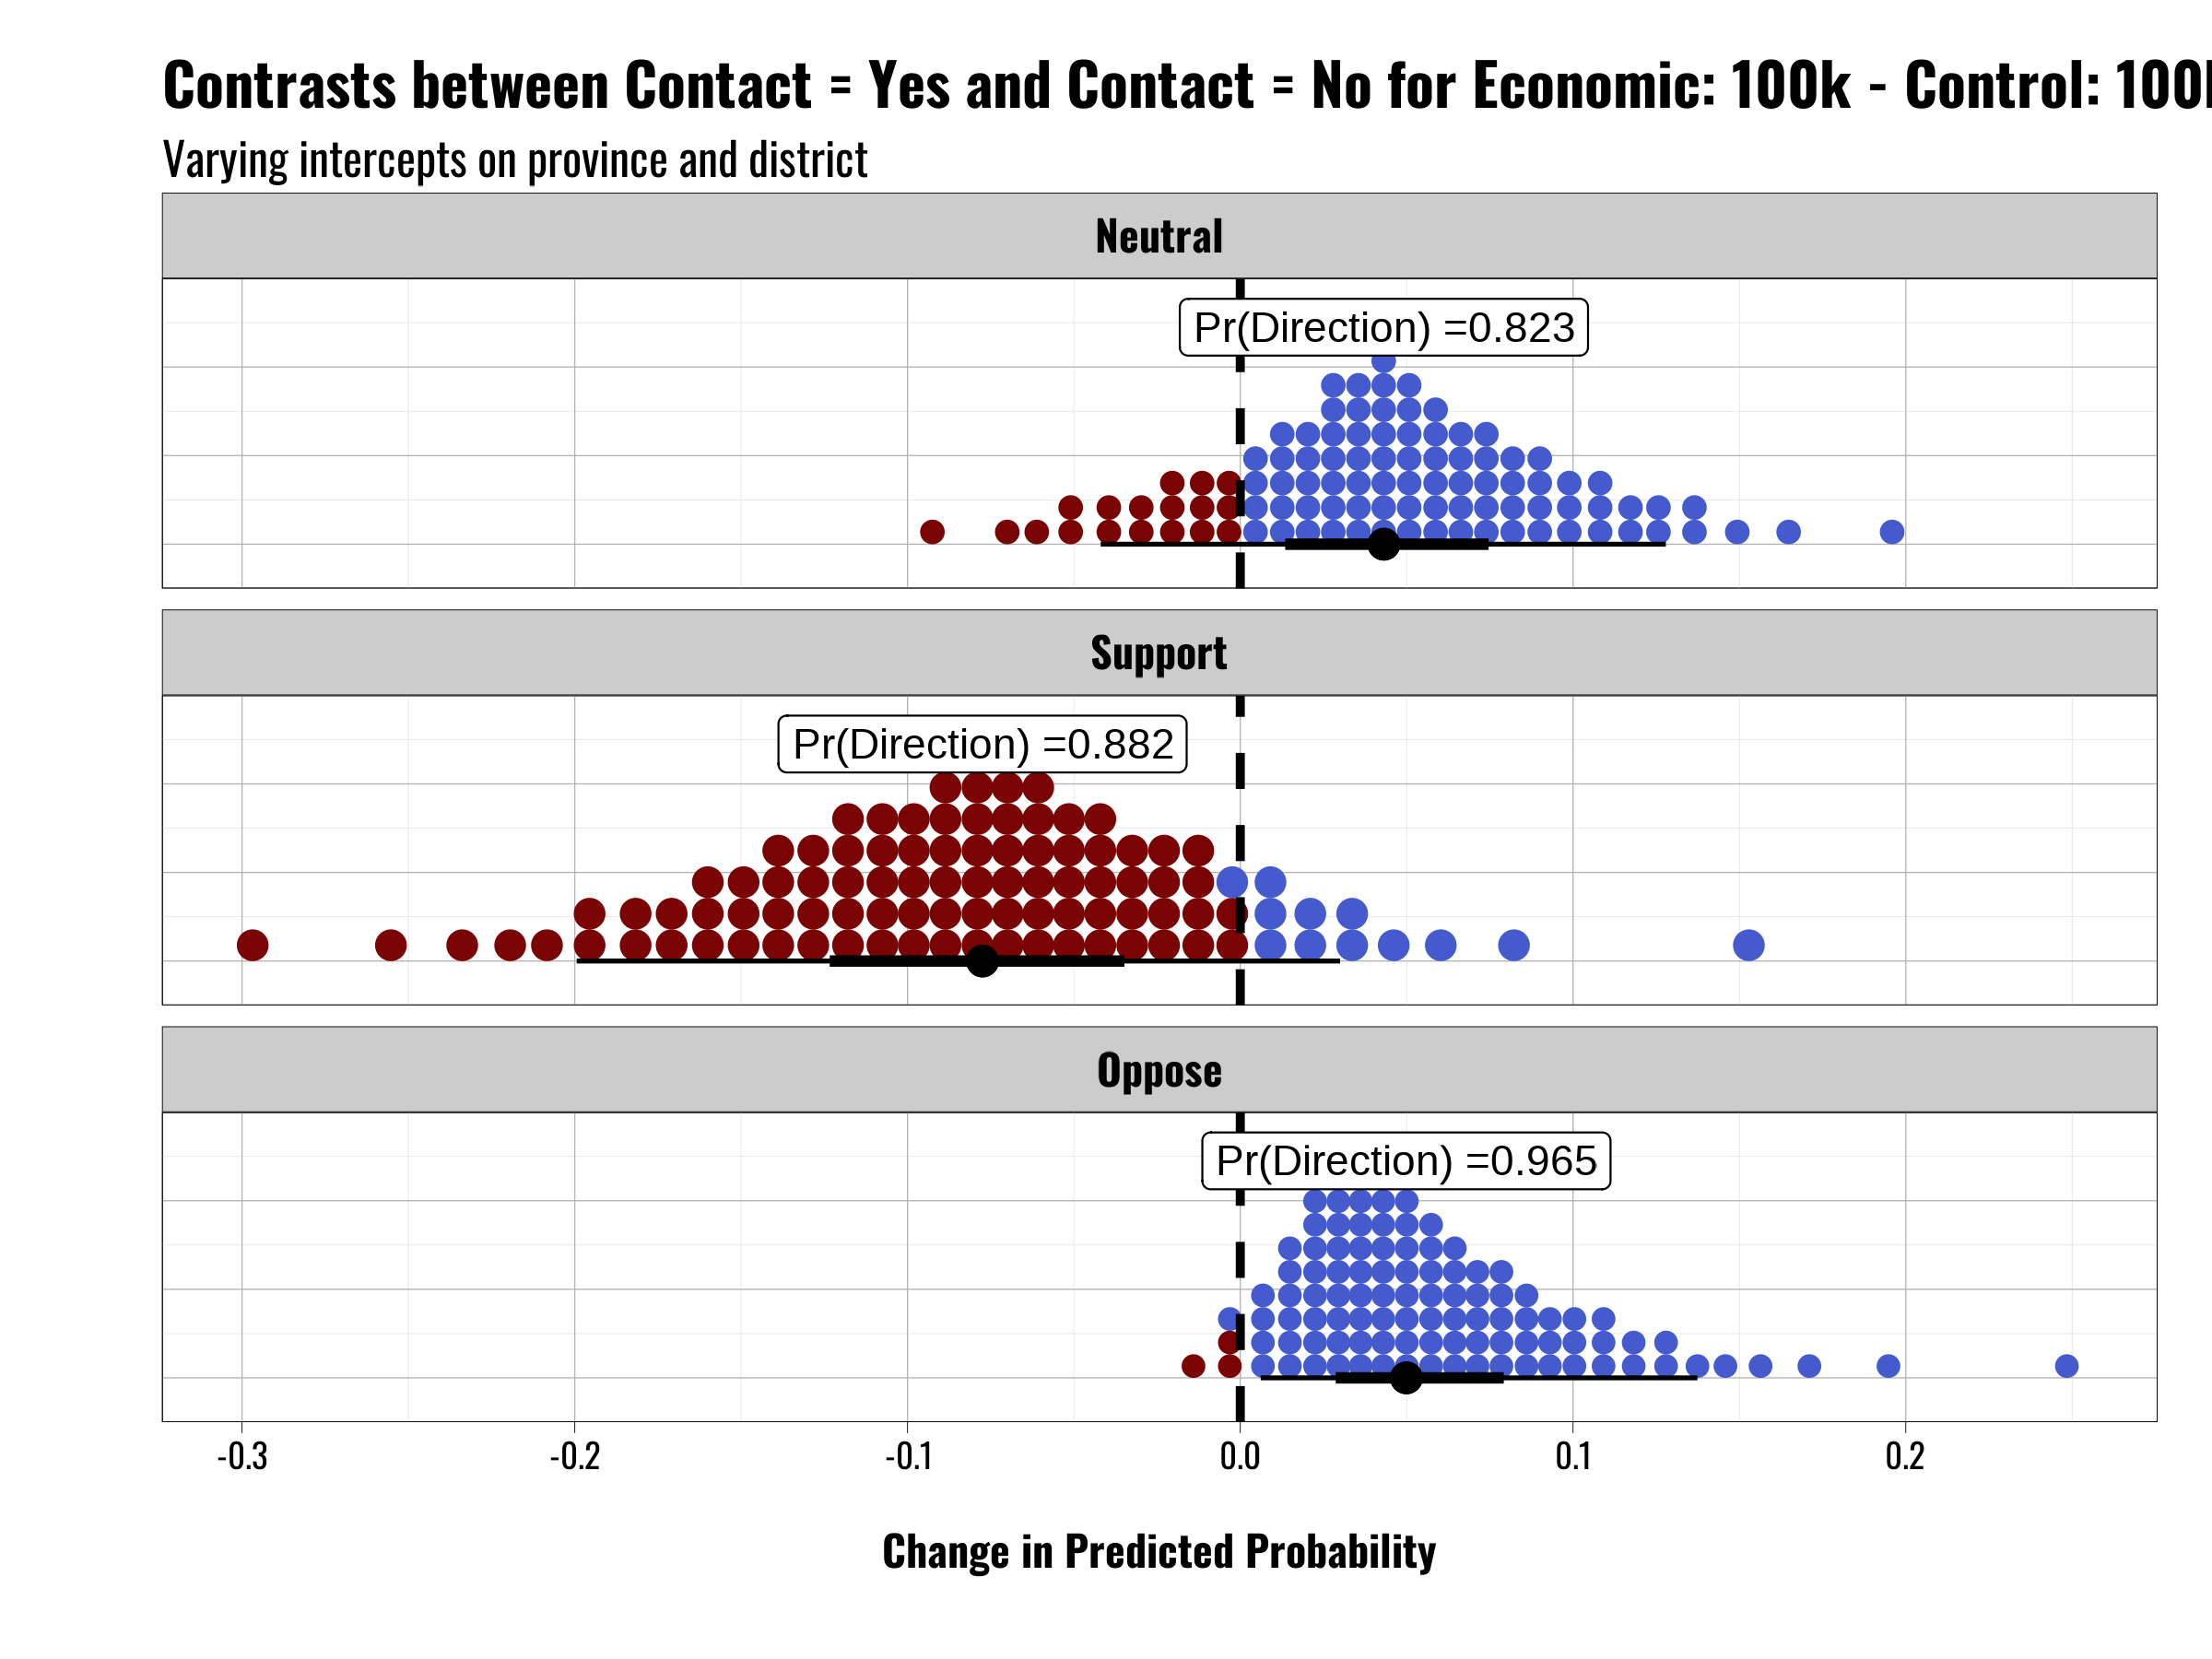 Contrasts between Contact = Yes and Contact = No for Economic: 100k - Control: 100
Varying intercepts on province and district
Neutral
Pr(Direction) =0.823
Support
Pr(Direction) =0.882
Oppose
Pr(Direction) =0.965
-0.3 -0.2 -0.1 0.0 0.1 0.2
Change in Predicted Probability